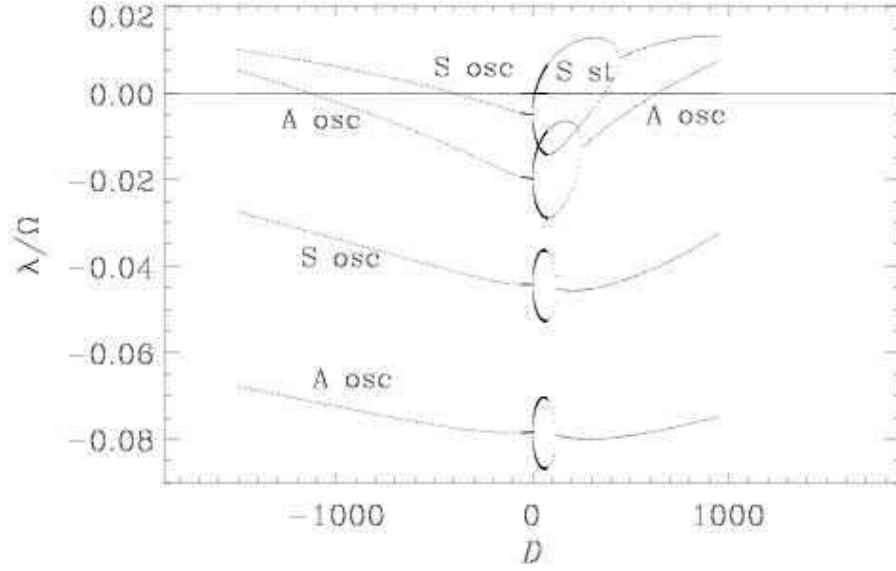 0.02
S osc
S st
0.00
A osc
A osc
−0.02
λ/Ω
S osc
−0.04
−0.06
A osc
−0.08
−1000
0
1000
D